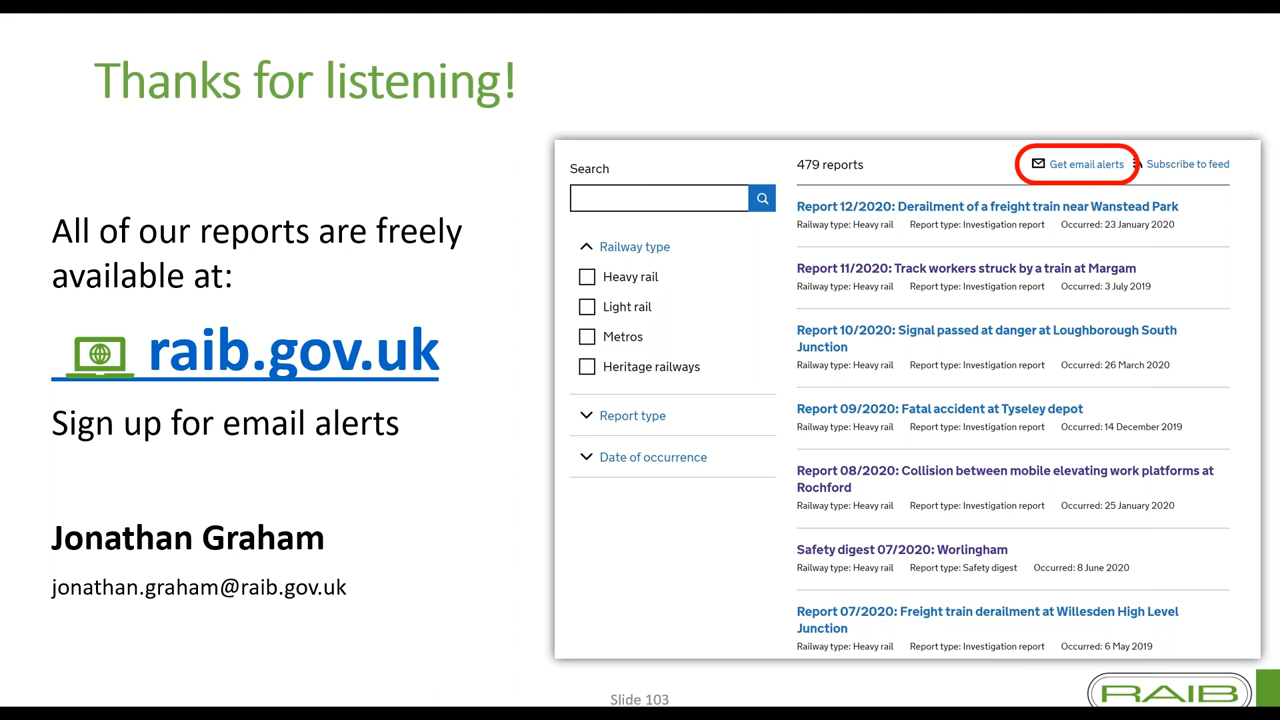 Thanks for listening!
All of our reports are freely
available at:
raib.gov.uk
Sign up for email alerts
Jonathan Graham
jonathan.graham@raib.gov.uk
Search
Railway type
Heavy rail
Light rail
Metros
Heritage railways
Report type
Date of occurrence
479 reports
Get email alerts
Subscribe to feed
Report 12/2020: Derailment of a freight train near Wanstead Park
Railway type: Heavy rail Report type: Investigation report Occurred: 23 January 2020
Report 11/2020: Track workers struck by a train at Margam
Railway type: Heavy rail Report type: Investigation report Occurred: 3 July 2019
Report 10/2020: Signal passed at danger at Loughborough South
Junction
Railway type: Heavy rail Report type: Investigation report Occurred: 26 March 2020
Report 09/2020: Fatal accident at Tyseley depot
Railway type: Heavy rail Report type: Investigation report Occurred: 14 December 2019
Report 08/2020: Collision between mobile elevating work platforms at
Rochford
Railway type: Heavy rail Report type: Investigation report Occurred: 25 January 2020
Safety digest 07/2020: Worlingham
Railway type: Heavy rail Report type: Safety digest Occurred: 8 June 2020
Report 07/2020: Freight train derailment at Willesden High Level
Junction
Railway type: Heavy rail Report type: Investigation report Occurred: 6 May 2019
Slide 103
RAIB